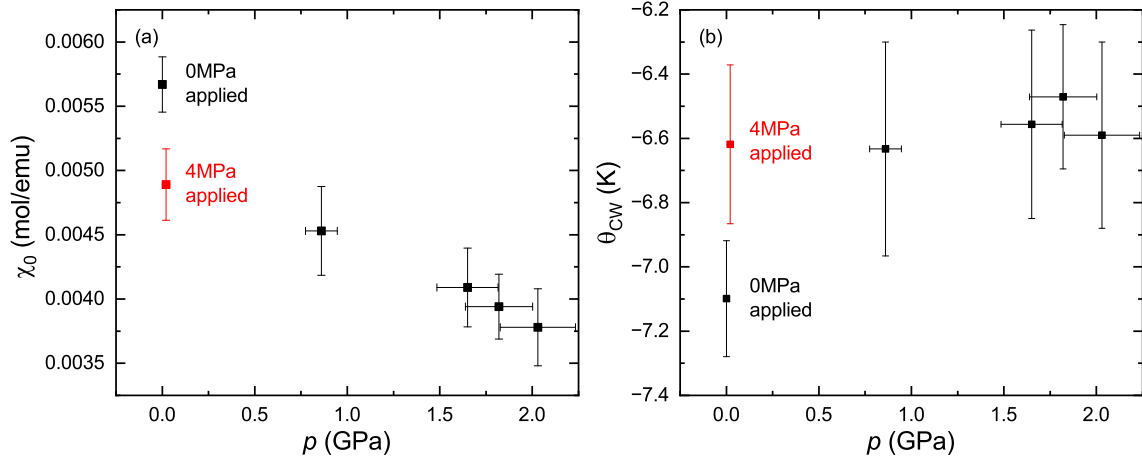 (a)
0.0060
0.0055
0.0050
0.0045
0.0040
0.0035
χ₀ (mol/emu)
0MPa
applied
4MPa
applied
0.0 0.5 1.0 1.5 2.0
p (GPa)
(b)
−6.2
−6.4
−6.6
−6.8
−7.0
−7.2
−7.4
θCW (K)
4MPa
applied
0MPa
applied
0.0 0.5 1.0 1.5 2.0
p (GPa)